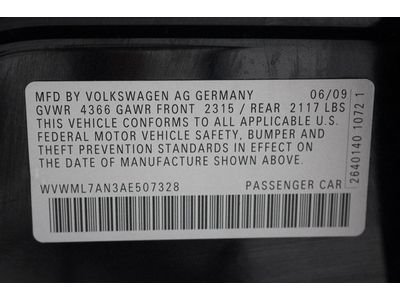 MFD BY VOLKSWAGEN AG GERMANY 06/09
GVWR 4366 GAWR FRONT 2315 / REAR 2117 LBS
THIS VEHICLE CONFORMS TO ALL APPLICABLE U.S.
FEDERAL MOTOR VEHICLE SAFETY, BUMPER AND
THEFT PREVENTION STANDARDS IN EFFECT ON THE
DATE OF MANUFACTURE SHOWN ABOVE.
WVWML7AN3AE507328 PASSENGER CAR
2640140 1072 1